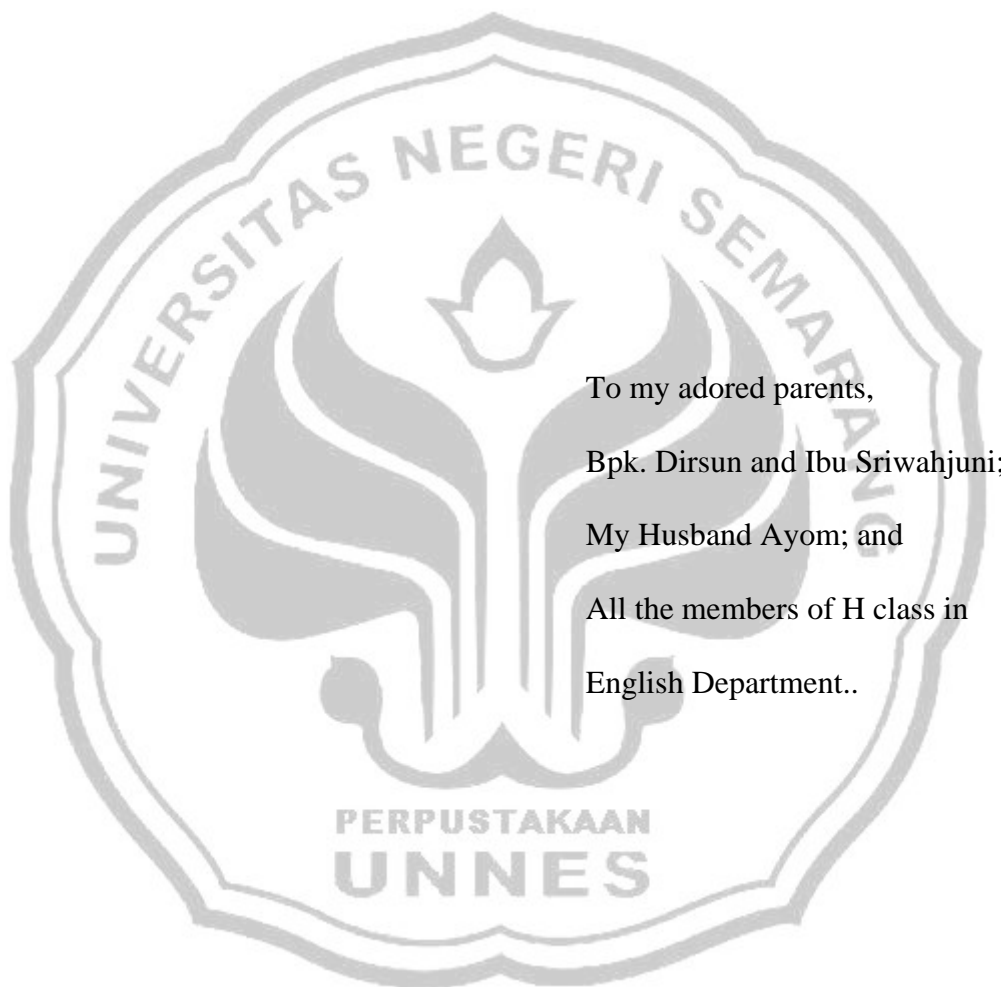 UNIVERSITAS NEGERI SEMARANG
To my adored parents,
Bpk. Dirsun and Ibu Sriwahjuni;
My Husband Ayom; and
All the members of H class in
English Department..
PERPUSTAKAAN
UNNES